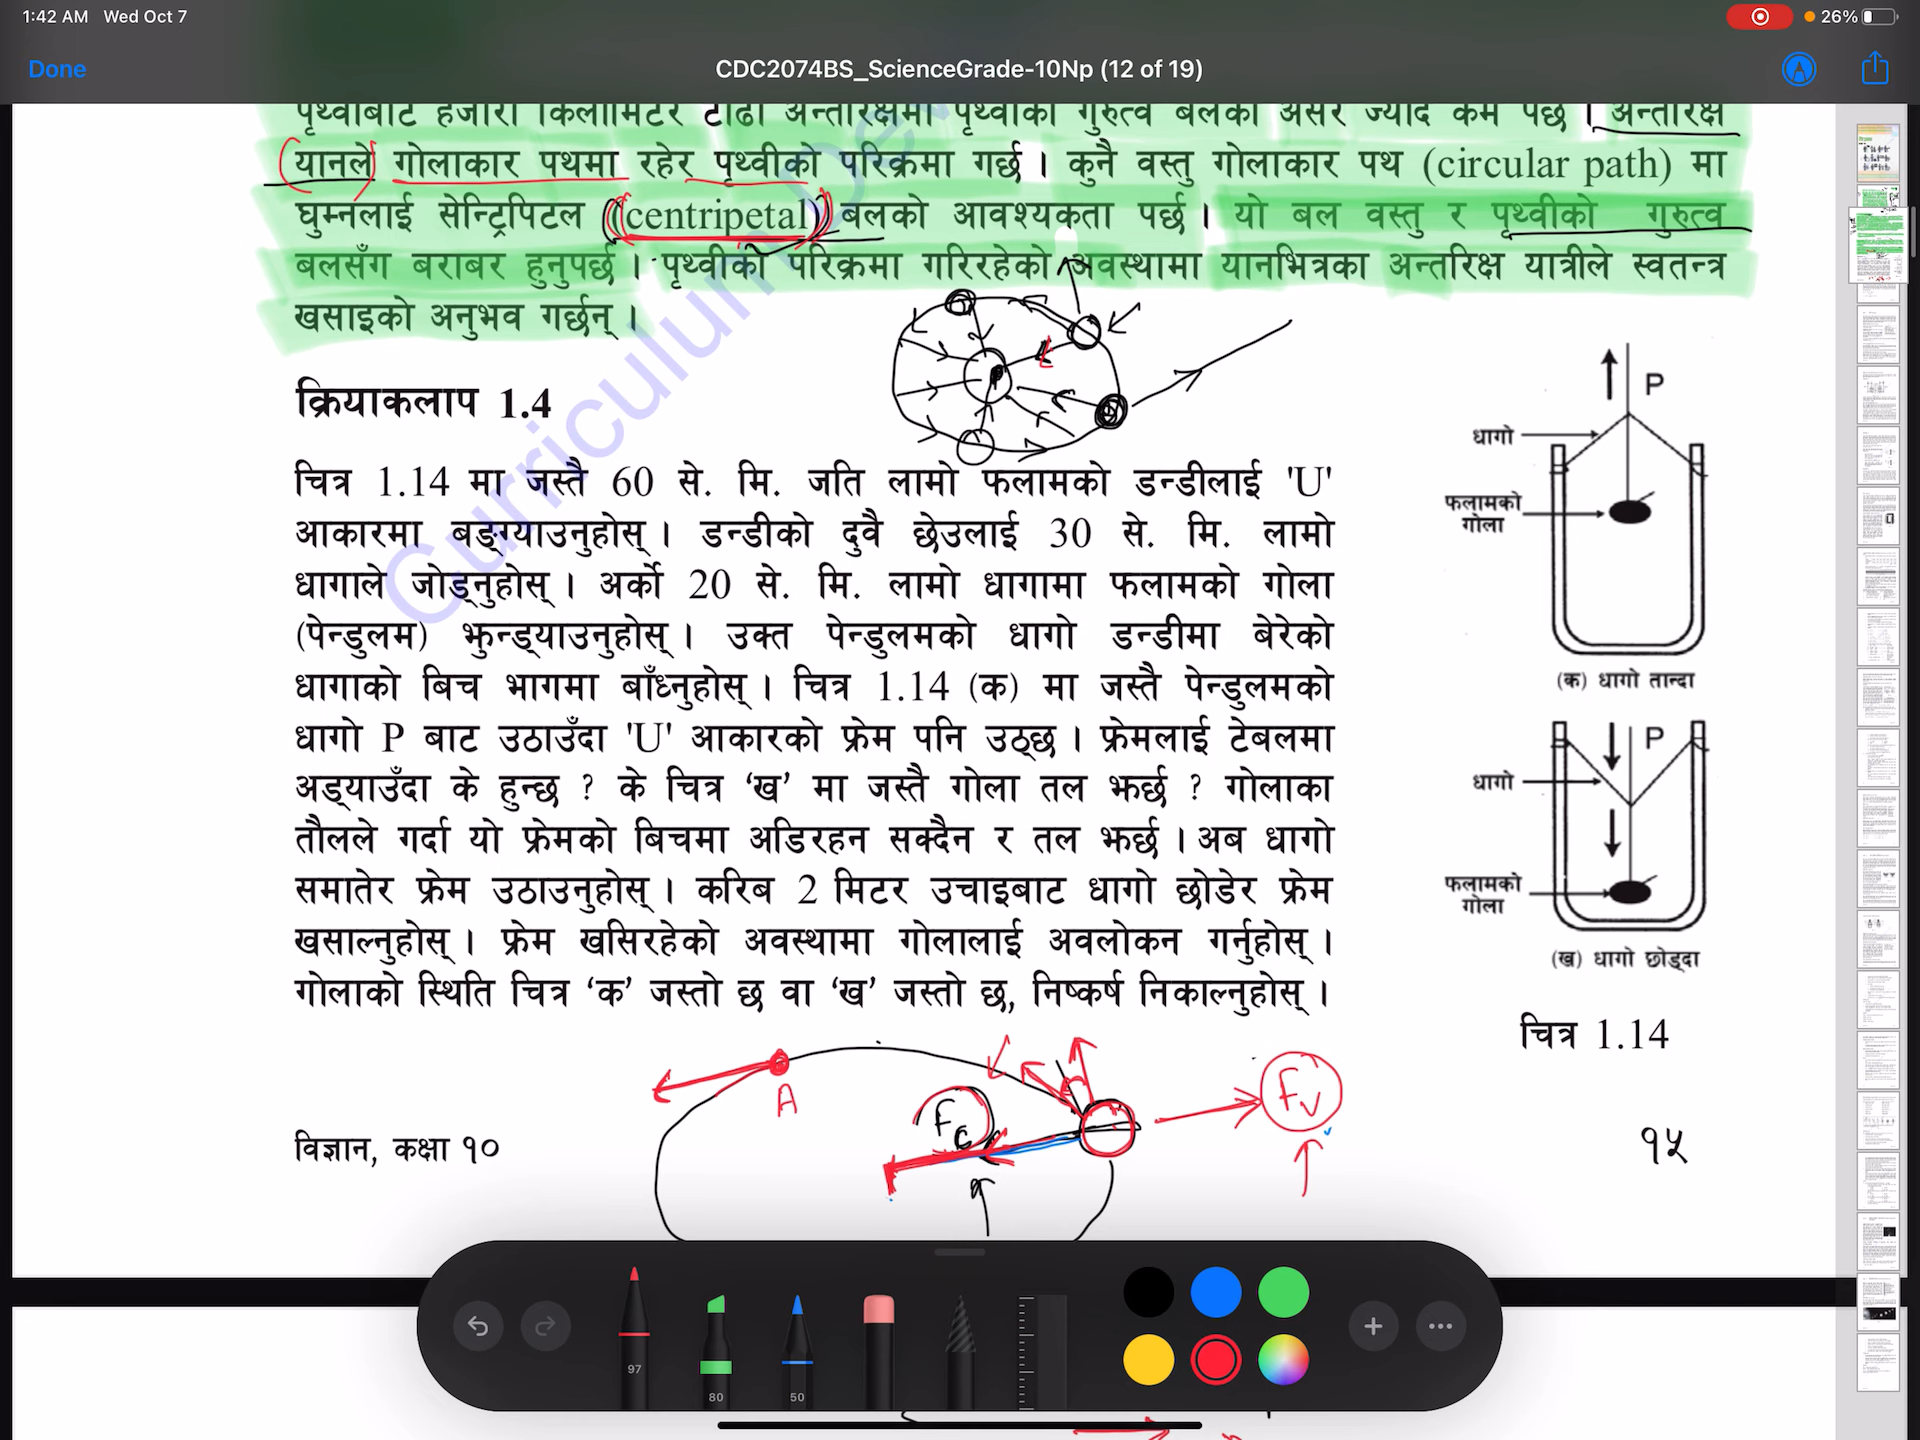 1:42 AM Wed Oct 7
26%
Done
CDC2074BS_ScienceGrade-10Np (12 of 19)
पृथ्वीबाट हजारौँ किलोमिटर टाढा अन्तरिक्षमा पृथ्वीको गुरुत्व बलको असर ज्यादै कम पर्छ । अन्तरिक्ष
यानले गोलाकार पथमा रहेर पृथ्वीको परिक्रमा गर्छ । कुनै वस्तु गोलाकार पथ (circular path) मा
घुम्नलाई सेन्ट्रिपिटल (centripetal) बलको आवश्यकता पर्छ । यो बल वस्तु र पृथ्वीको गुरुत्व
बलसँग बराबर हुनुपर्छ । पृथ्वीको परिक्रमा गरिरहेको अवस्थामा यानभित्रका अन्तरिक्ष यात्रीले स्वतन्त्र
खसाइको अनुभव गर्छन् ।
क्रियाकलाप 1.4
चित्र 1.14 मा जस्तै 60 से. मि. जति लामो फलामको डन्डीलाई 'U'
आकारमा बङ्ग्याउनुहोस् । डन्डीको दुवै छेउलाई 30 से. मि. लामो
धागाले जोड्नुहोस् । अर्को 20 से. मि. लामो धागामा फलामको गोला
(पेन्डुलम) झुन्ड्याउनुहोस् । उक्त पेन्डुलमको धागो डन्डीमा बेरेको
धागाको बिच भागमा बाँध्नुहोस् । चित्र 1.14 (क) मा जस्तै पेन्डुलमको
धागो P बाट उठाउँदा 'U' आकारको फ्रेम पनि उठ्छ । फ्रेमलाई टेबलमा
अड्याउँदा के हुन्छ ? के चित्र ‘ख’ मा जस्तै गोला तल झर्छ ? गोलाका
तौलले गर्दा यो फ्रेमको बिचमा अडिरहन सक्दैन र तल झर्छ । अब धागो
समातेर फ्रेम उठाउनुहोस् । करिब 2 मिटर उचाइबाट धागो छोडेर फ्रेम
खसाल्नुहोस् । फ्रेम खसिरहेको अवस्थामा गोलालाई अवलोकन गर्नुहोस् ।
गोलाको स्थिति चित्र ‘क’ जस्तो छ वा ‘ख’ जस्तो छ, निष्कर्ष निकाल्नुहोस् ।
P
धागो
फलामको
गोला
(क) धागो तान्दा
P
धागो
फलामको
गोला
(ख) धागो छोड्दा
चित्र 1.14
A
Fc
Fv
विज्ञान, कक्षा १०
१५
97
80
50